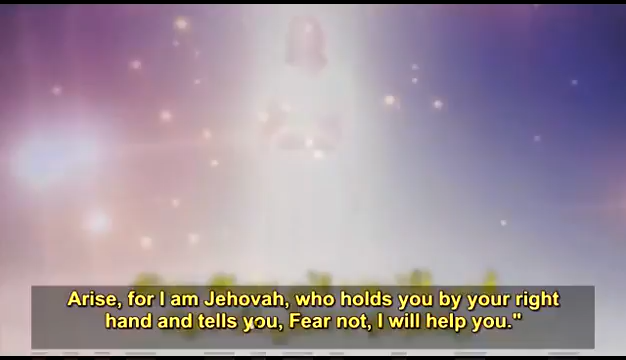 Arise, for I am Jehovah, who holds you by your right
hand and tells you, Fear not, I will help you."